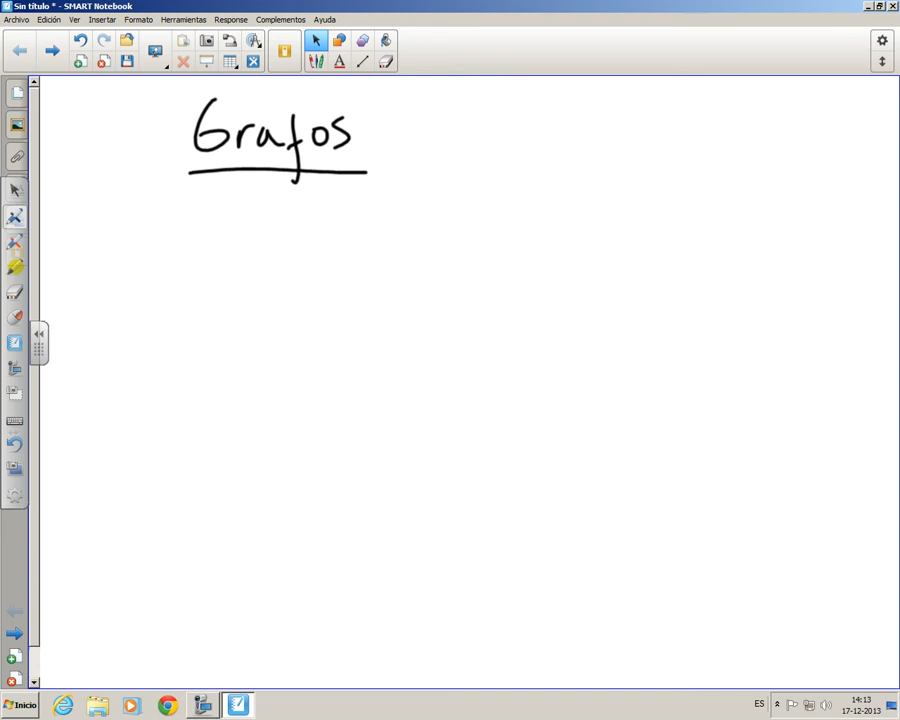 Sin título * - SMART Notebook
Archivo Edición Ver Insertar Formato Herramientas Response Complementos Ayuda
Grafos
Inicio
ES
14:13
17-12-2013